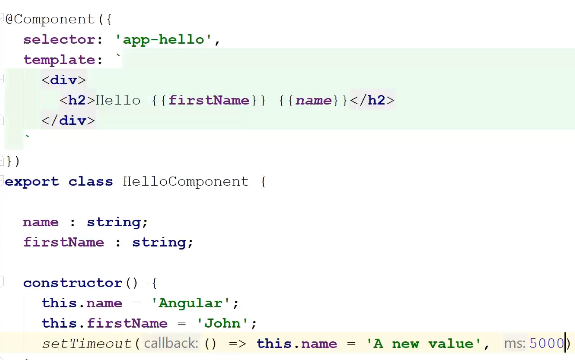 @Component({
selector: 'app-hello',
template: `
<div>
<h2>Hello {{firstName}} {{name}}</h2>
</div>
`
})
export class HelloComponent {
name : string;
firstName : string;
constructor() {
this.name = 'Angular';
this.firstName = 'John';
setTimeout( callback: () => this.name = 'A new value', ms: 5000)